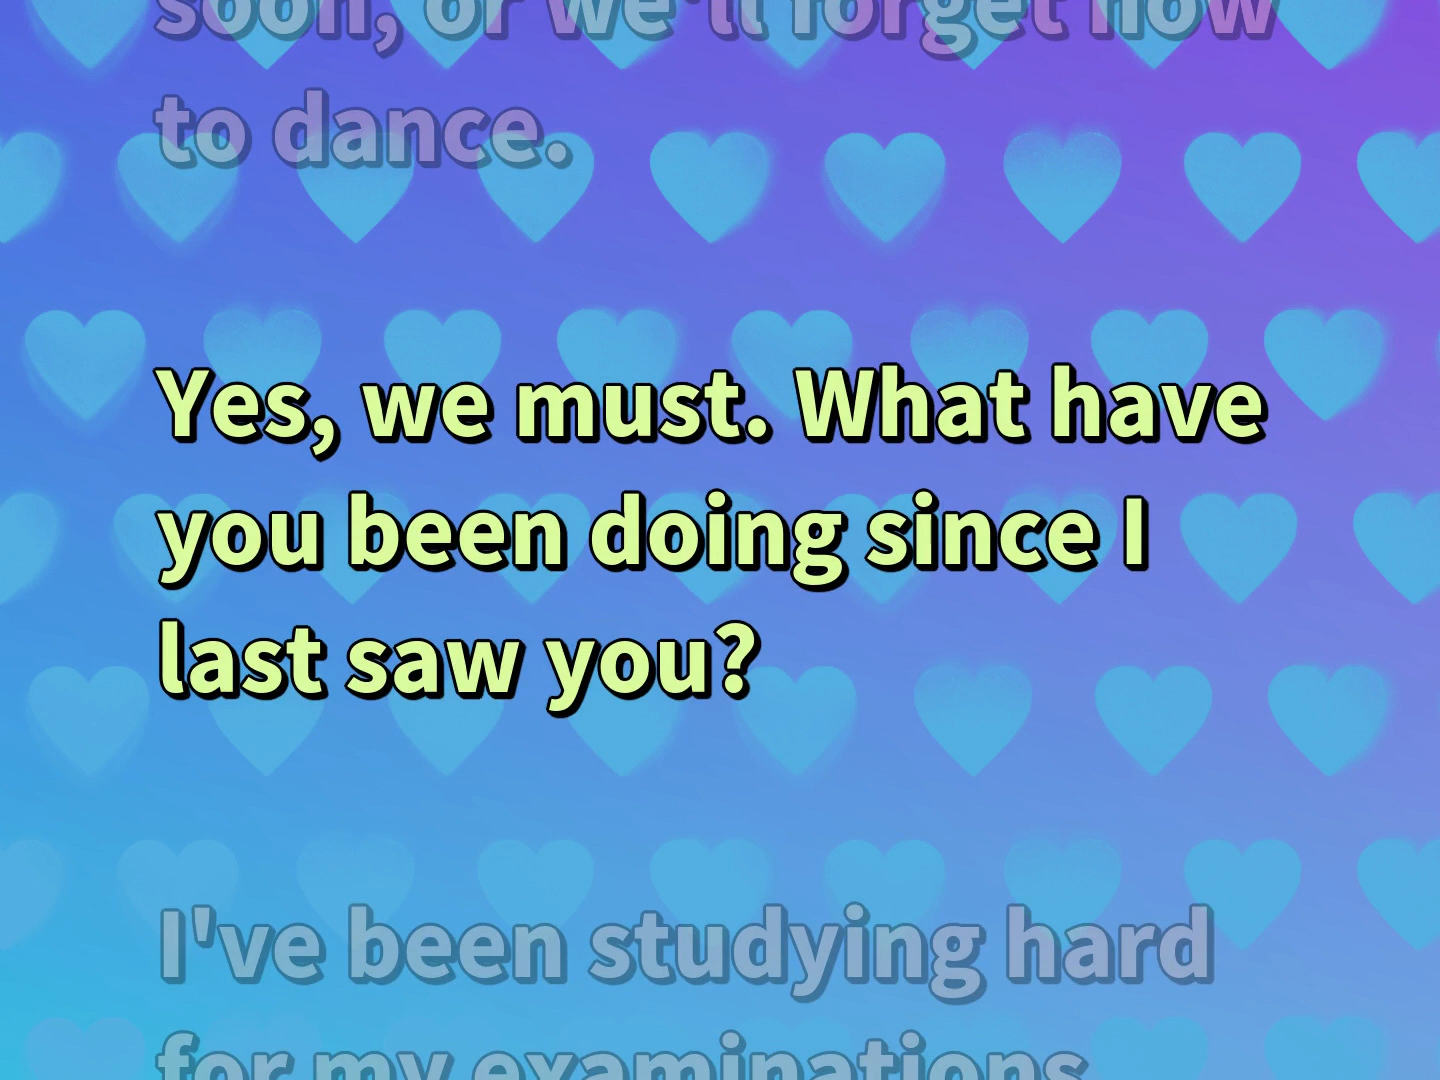 soon, or we'll forget how
to dance.
Yes, we must. What have
you been doing since I
last saw you?
I've been studying hard
for my examinations